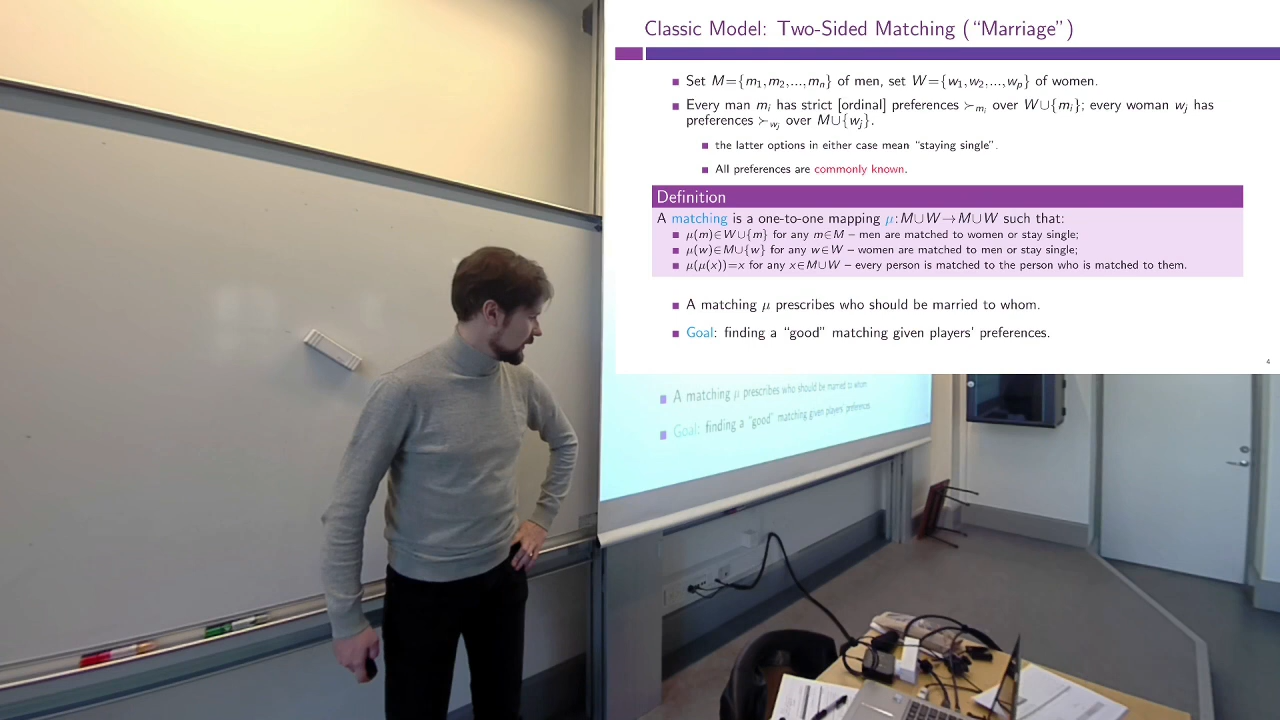 Classic Model: Two-Sided Matching (“Marriage”)
Set M={m₁,m₂,...,mₙ} of men, set W={w₁,w₂,...,wₚ} of women.
Every man mᵢ has strict [ordinal] preferences ≻ₘᵢ over W∪{mᵢ}; every woman wⱼ has
preferences ≻_wⱼ over M∪{wⱼ}.
the latter options in either case mean “staying single”.
All preferences are commonly known.
Definition
A matching is a one-to-one mapping μ:M∪W→M∪W such that:
μ(m)∈W∪{m} for any m∈M – men are matched to women or stay single;
μ(w)∈M∪{w} for any w∈W – women are matched to men or stay single;
μ(μ(x))=x for any x∈M∪W – every person is matched to the person who is matched to them.
A matching μ prescribes who should be married to whom.
Goal: finding a “good” matching given players’ preferences.
4
A matching μ prescribes who should be married to whom
Goal: finding a “good” matching given players preferences